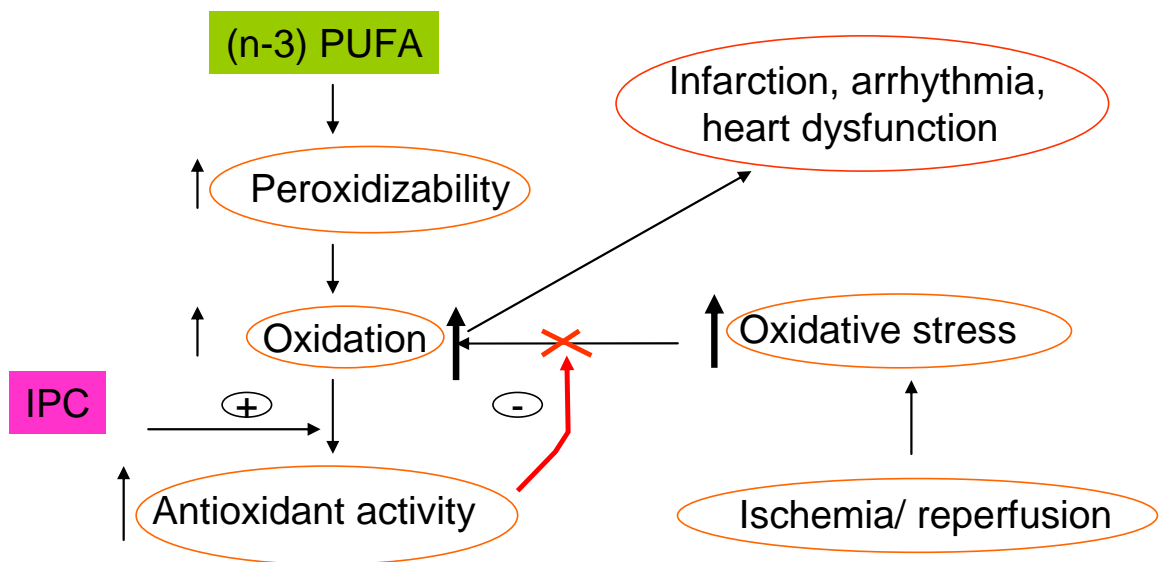 (n-3) PUFA
Infarction, arrhythmia,
heart dysfunction
Peroxidizability
Oxidation
Oxidative stress
IPC
+
-
Antioxidant activity
Ischemia/ reperfusion